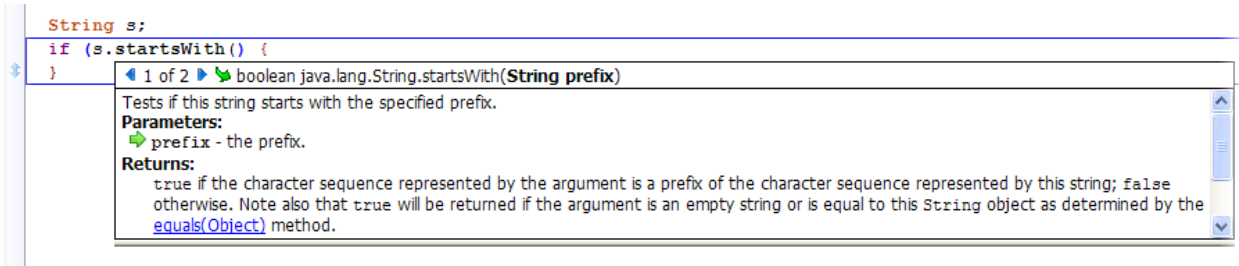 String s;
if (s.startsWith() {
}
1 of 2 boolean java.lang.String.startsWith(String prefix)
Tests if this string starts with the specified prefix.
Parameters:
prefix - the prefix.
Returns:
true if the character sequence represented by the argument is a prefix of the character sequence represented by this string; false
otherwise. Note also that true will be returned if the argument is an empty string or is equal to this String object as determined by the
equals(Object) method.